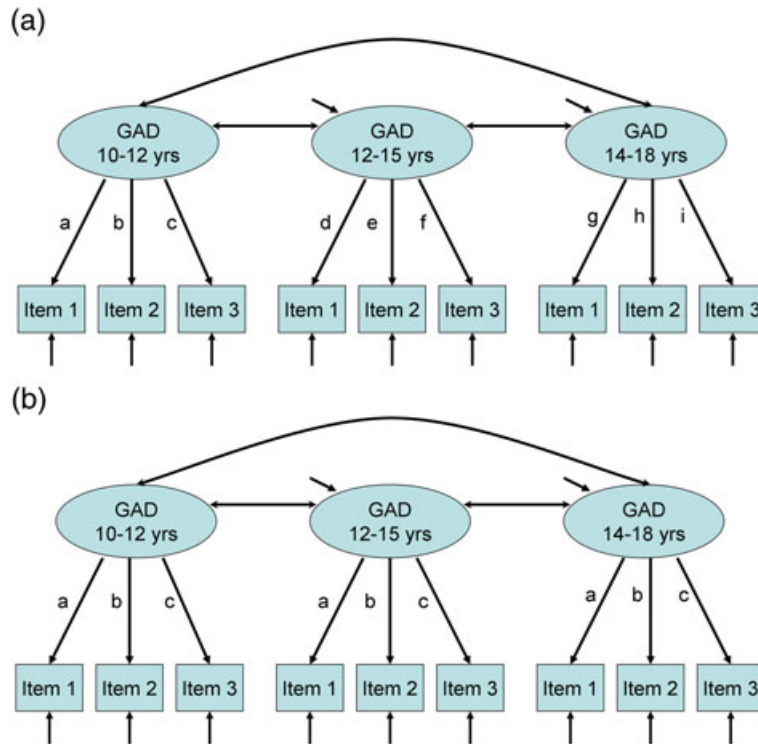 (a)
GAD
10-12 yrs
GAD
12-15 yrs
GAD
14-18 yrs
a b c d e f g h i
Item 1 Item 2 Item 3 Item 1 Item 2 Item 3 Item 1 Item 2 Item 3
(b)
GAD
10-12 yrs
GAD
12-15 yrs
GAD
14-18 yrs
a b c a b c a b c
Item 1 Item 2 Item 3 Item 1 Item 2 Item 3 Item 1 Item 2 Item 3